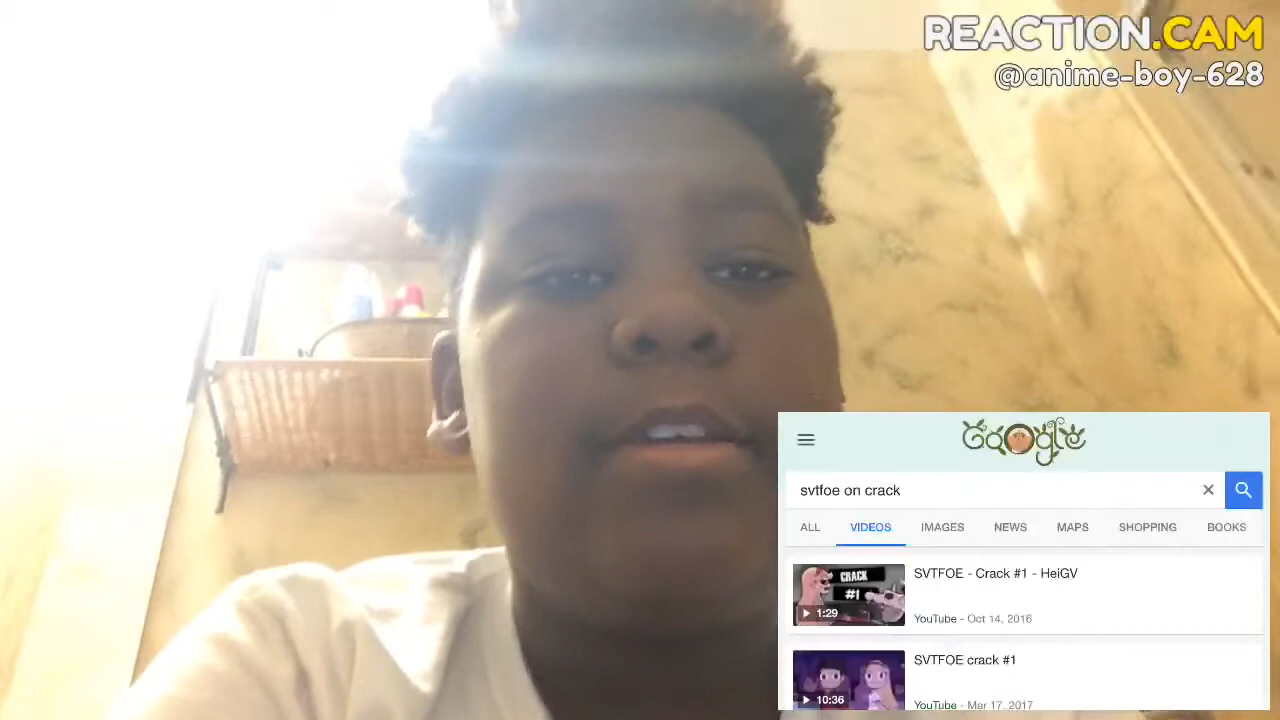 REACTION.CAM
@anime-boy-628
Google
svtfoe on crack
ALL VIDEOS IMAGES NEWS MAPS SHOPPING BOOKS
CRACK
#1
1:29
SVTFOE - Crack #1 - HeiGV
YouTube - Oct 14, 2016
10:36
SVTFOE crack #1
YouTube - Mar 17, 2017